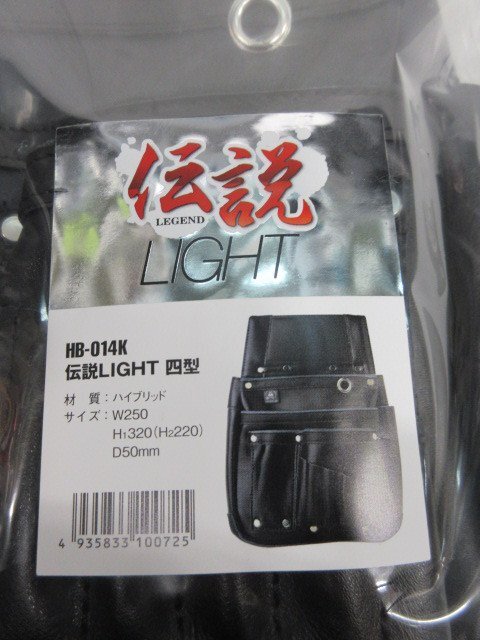 伝説
LEGEND
LIGHT
HB-014K
伝説LIGHT 四型
材 質：ハイブリッド
サイズ：W250
H1320(H2220)
D50mm
4 935833 100725